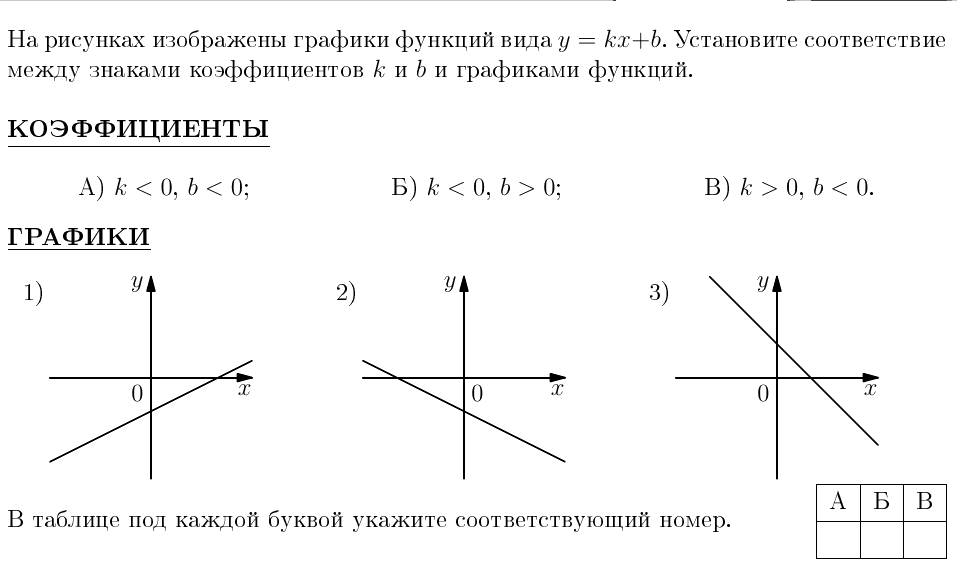 На рисунках изображены графики функций вида y = kx+b. Установите соответствие
между знаками коэффициентов k и b и графиками функций.
КОЭФФИЦИЕНТЫ
А) k < 0, b < 0; Б) k < 0, b > 0; В) k > 0, b < 0.
ГРАФИКИ
1) y 0 x 2) y 0 x 3) y 0 x
В таблице под каждой буквой укажите соответствующий номер.
А Б В